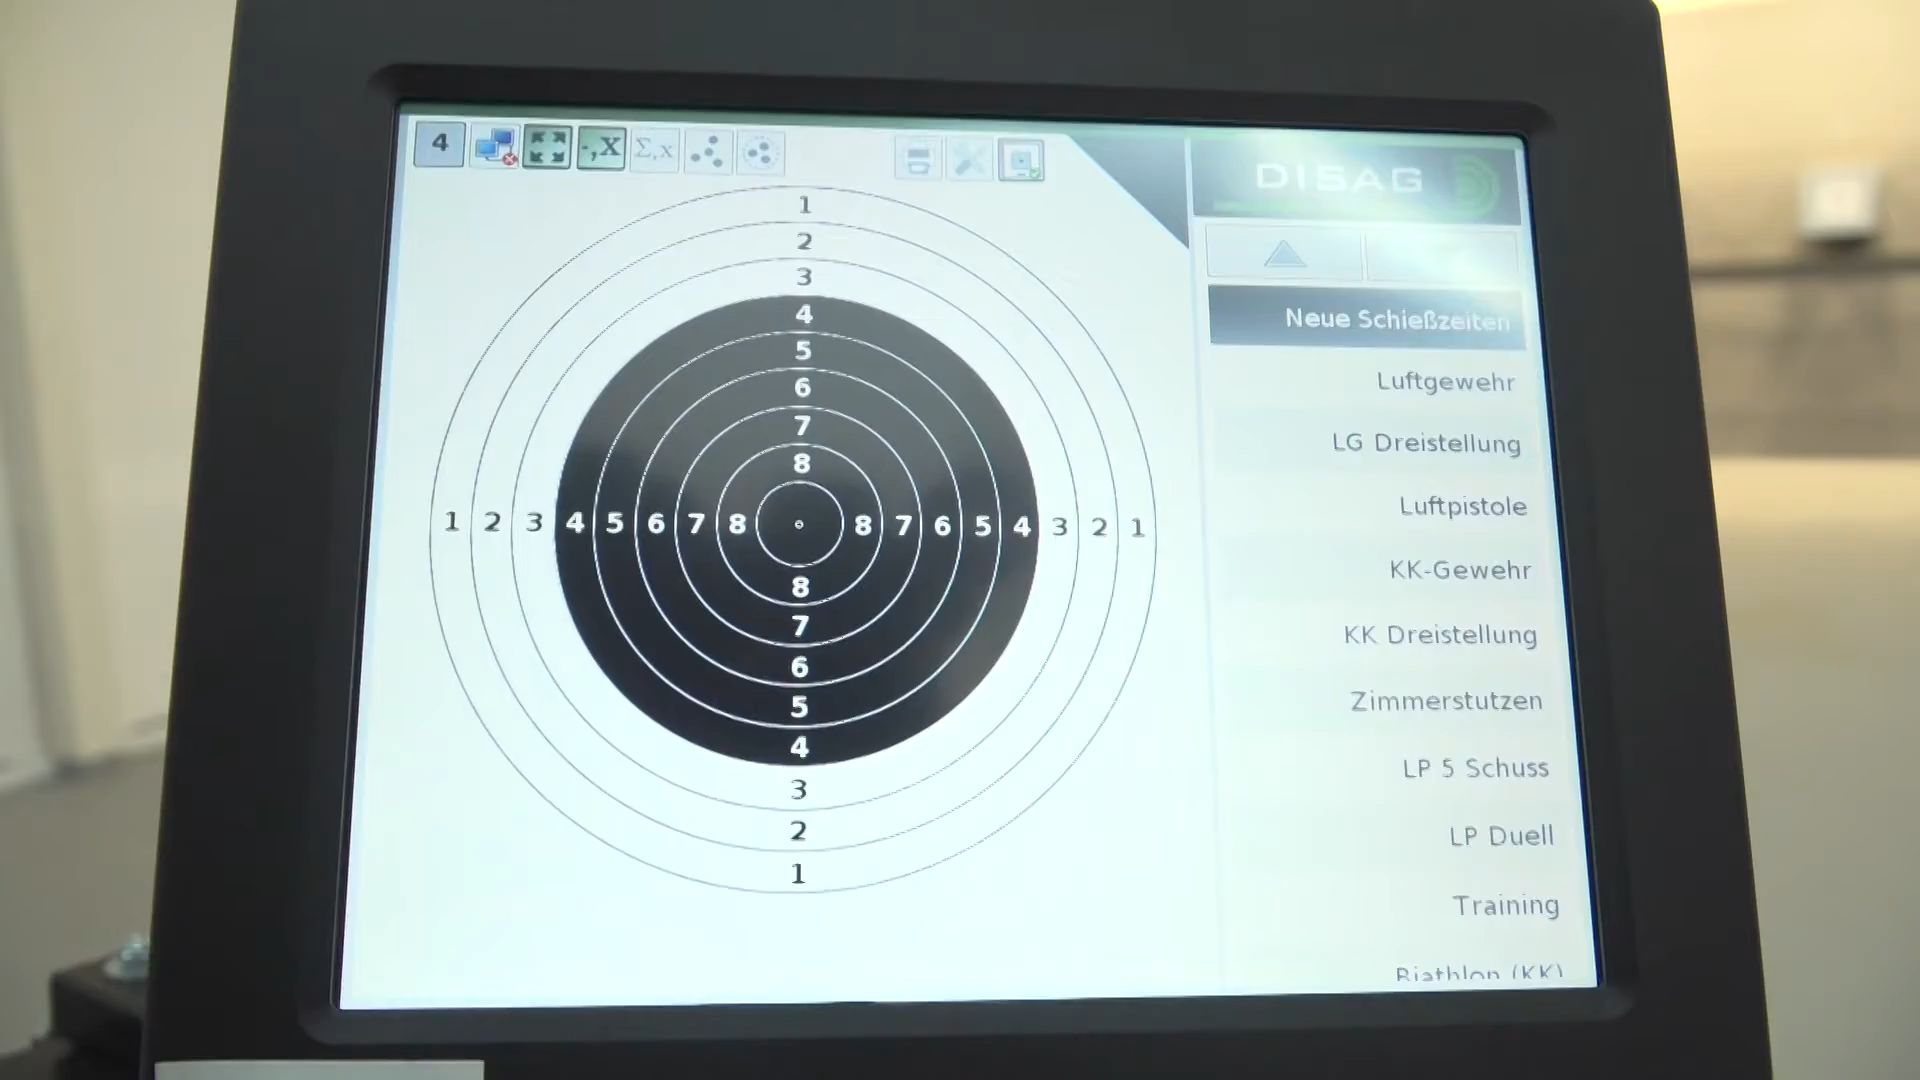 4
-,X
Σ,x
DISAG
1
2
3
4
5
6
7
8
1 2 3 4 5 6 7 8 8 7 6 5 4 3 2 1
8
7
6
5
4
3
2
1
Neue Schießzeiten
Luftgewehr
LG Dreistellung
Luftpistole
KK-Gewehr
KK Dreistellung
Zimmerstutzen
LP 5 Schuss
LP Duell
Training
Biathlon (KK)